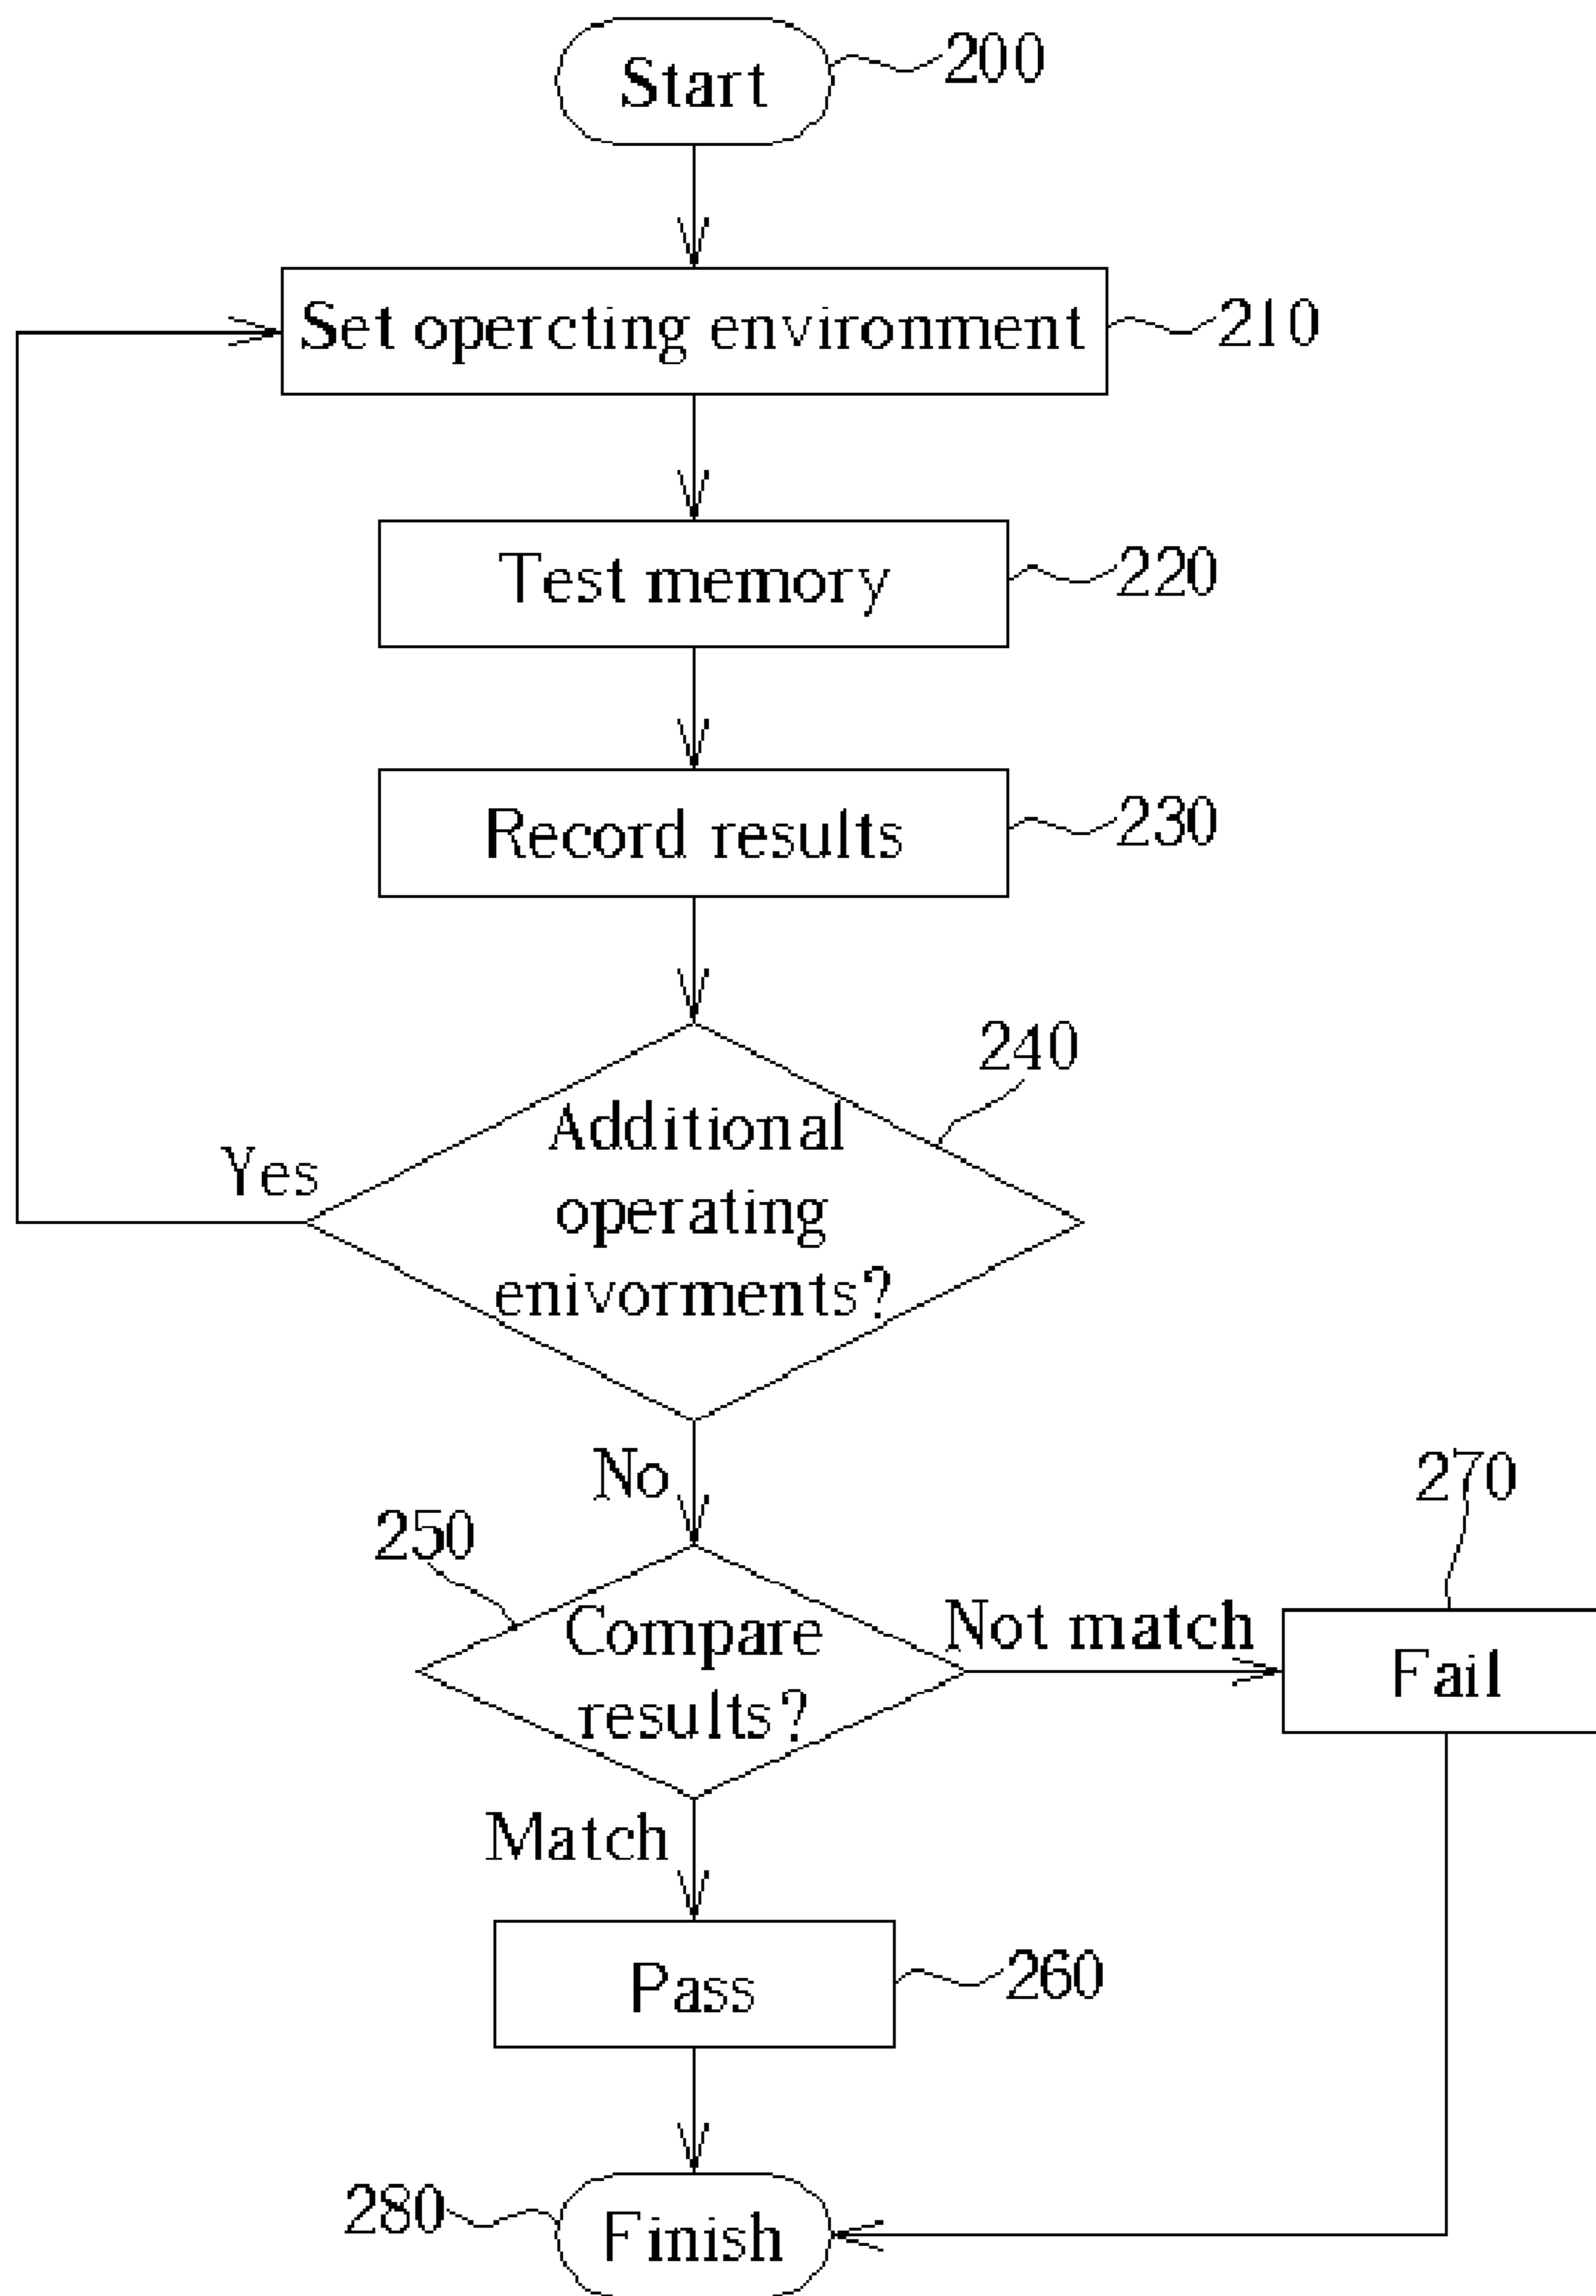 Start
200
Set opercting environment
210
Test memory
220
Record results
230
240
Additional
operating
enivorments?
Yes
No
250
Compare
results?
Not match
270
Fail
Match
Pass
260
280
Finish